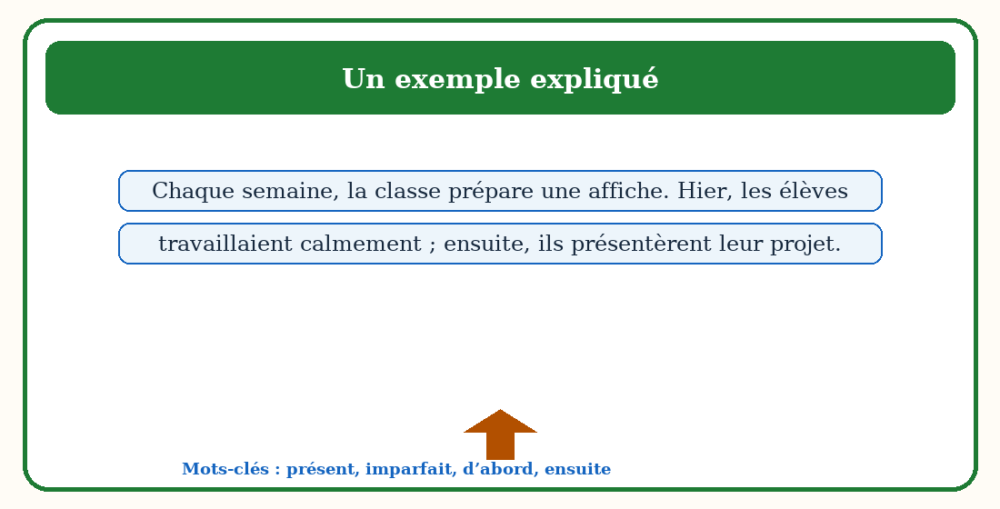 Un exemple expliqué
Chaque semaine, la classe prépare une affiche. Hier, les élèves
travaillaient calmement ; ensuite, ils présentèrent leur projet.
Mots-clés : présent, imparfait, d’abord, ensuite